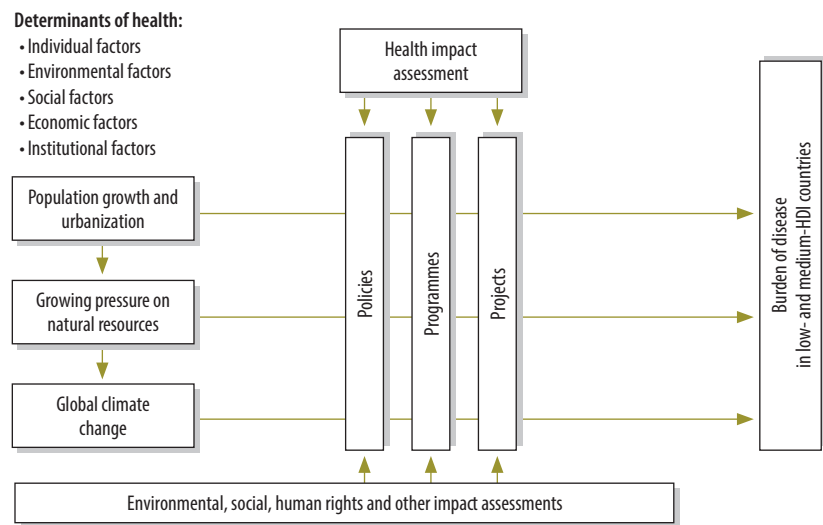 Determinants of health:
• Individual factors
• Environmental factors
• Social factors
• Economic factors
• Institutional factors
Health impact
assessment
Population growth and
urbanization
Growing pressure on
natural resources
Global climate
change
Policies
Programmes
Projects
Burden of disease
in low- and medium-HDI countries
Environmental, social, human rights and other impact assessments